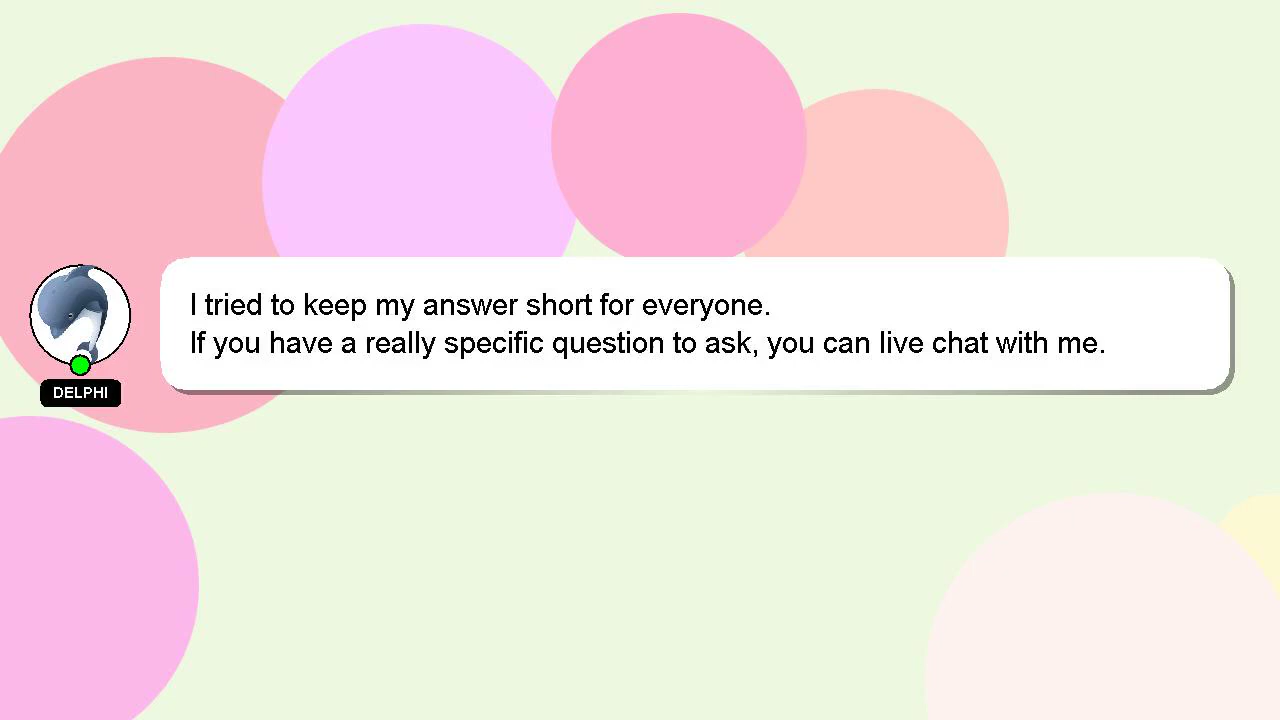 I tried to keep my answer short for everyone.
If you have a really specific question to ask, you can live chat with me.
DELPHI